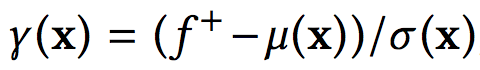 γ(𝐱) = (f⁺ − μ(𝐱))/σ(𝐱)